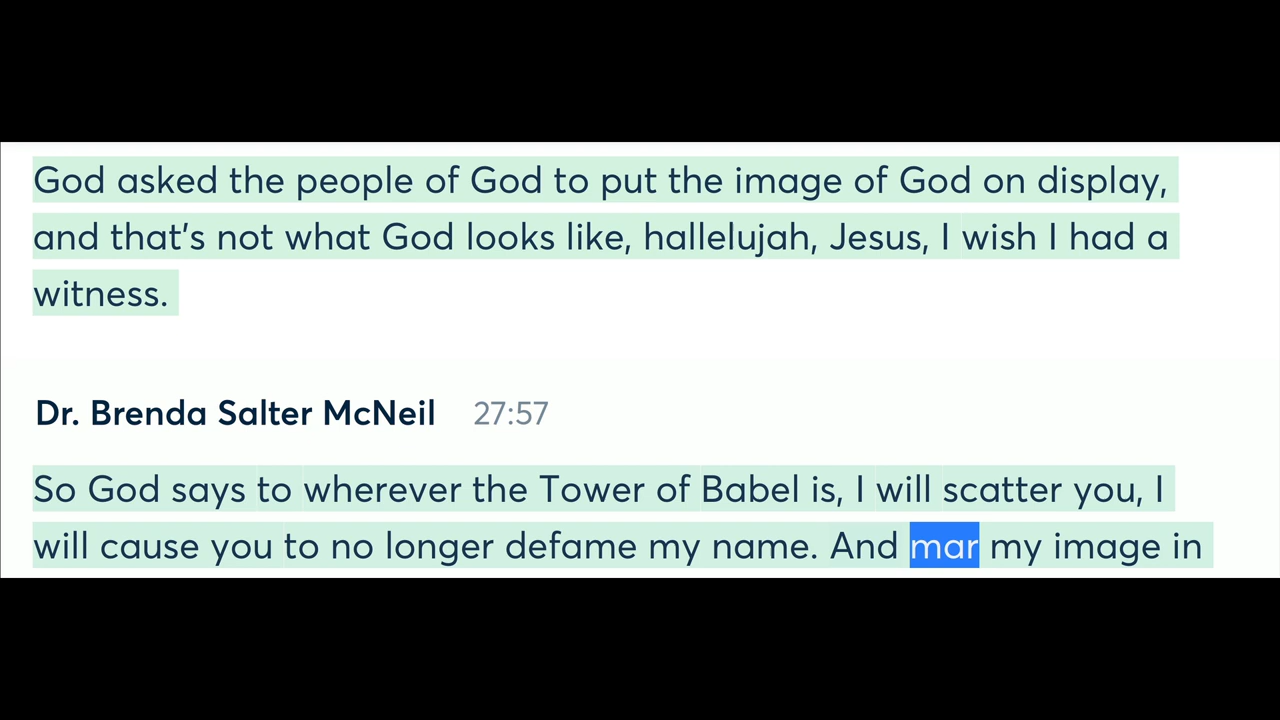 God asked the people of God to put the image of God on display,
and that's not what God looks like, hallelujah, Jesus, I wish I had a
witness.
Dr. Brenda Salter McNeil 27:57
So God says to wherever the Tower of Babel is, I will scatter you, I
will cause you to no longer defame my name. And mar my image in